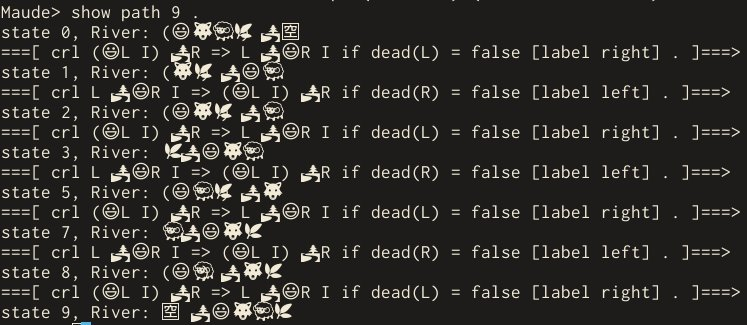 Maude> show path 9 .
state 0, River: (😃🐺🐑🌿 🏞🈳
===[ crl (😃L I) 🏞R => L 🏞😃R I if dead(L) = false [label right] . ]===>
state 1, River: (🐺🌿 🏞😃🐑
===[ crl L 🏞😃R I => (😃L I) 🏞R if dead(R) = false [label left] . ]===>
state 2, River: (😃🐺🌿 🏞🐑
===[ crl (😃L I) 🏞R => L 🏞😃R I if dead(L) = false [label right] . ]===>
state 3, River: 🌿🏞😃🐺🐑
===[ crl L 🏞😃R I => (😃L I) 🏞R if dead(R) = false [label left] . ]===>
state 5, River: (😃🐑🌿 🏞🐺
===[ crl (😃L I) 🏞R => L 🏞😃R I if dead(L) = false [label right] . ]===>
state 7, River: 🐑🏞😃🐺🌿
===[ crl L 🏞😃R I => (😃L I) 🏞R if dead(R) = false [label left] . ]===>
state 8, River: (😃🐑 🏞🐺🌿
===[ crl (😃L I) 🏞R => L 🏞😃R I if dead(L) = false [label right] . ]===>
state 9, River: 🈳 🏞😃🐺🐑🌿